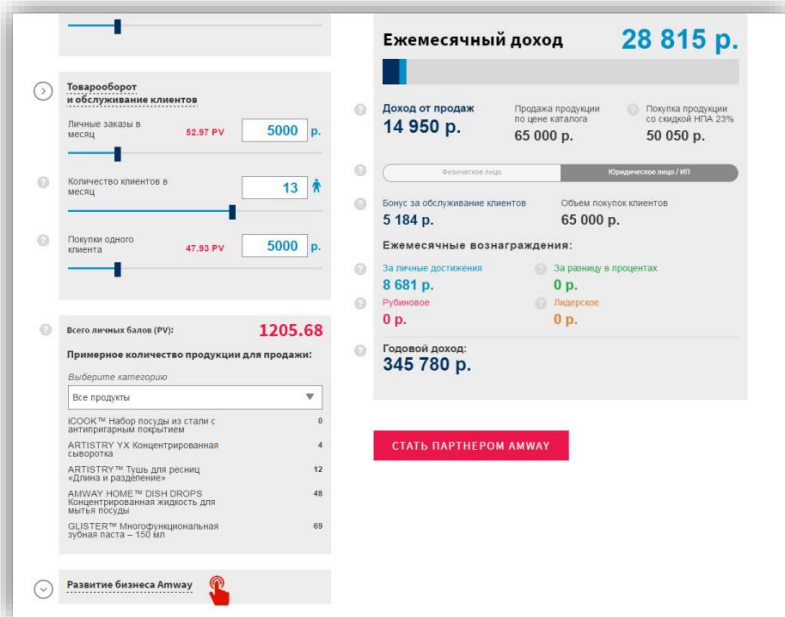 Товарооборот
и обслуживание клиентов
Личные заказы в
месяц
52.97 PV
5000 р.
Количество клиентов в
месяц
13
Покупки одного
клиента
47.93 PV
5000 р.
Всего личных балов (PV):
1205.68
Примерное количество продукции для продажи:
Выберите категорию
Все продукты
iCOOK™ Набор посуды из стали с
антипригарным покрытием
0
ARTISTRY YX Концентрированная
сыворотка
4
ARTISTRY™ Тушь для ресниц
«Длина и разделение»
12
AMWAY HOME™ DISH DROPS
Концентрированная жидкость для
мытья посуды
48
GLISTER™ Многофункциональная
зубная паста – 150 мл
69
Развитие бизнеса Amway
Ежемесячный доход
28 815 р.
Доход от продаж
14 950 р.
Продажа продукции
по цене каталога
65 000 р.
Покупка продукции
со скидкой НПА 23%
50 050 р.
Физическое лицо
Юридическое лицо / ИП
Бонус за обслуживание клиентов
5 184 р.
Объем покупок клиентов
65 000 р.
Ежемесячные вознаграждения:
За личные достижения
8 681 р.
За разницу в процентах
0 р.
Рубиновое
0 р.
Лидерское
0 р.
Годовой доход:
345 780 р.
СТАТЬ ПАРТНЕРОМ AMWAY